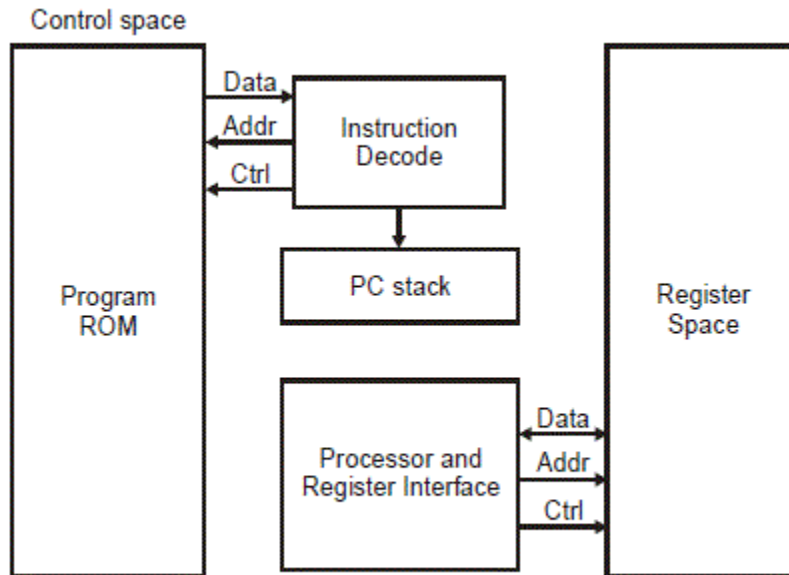 Control space
Data
Addr
Ctrl
Instruction
Decode
PC stack
Program
ROM
Register
Space
Processor and
Register Interface
Data
Addr
Ctrl